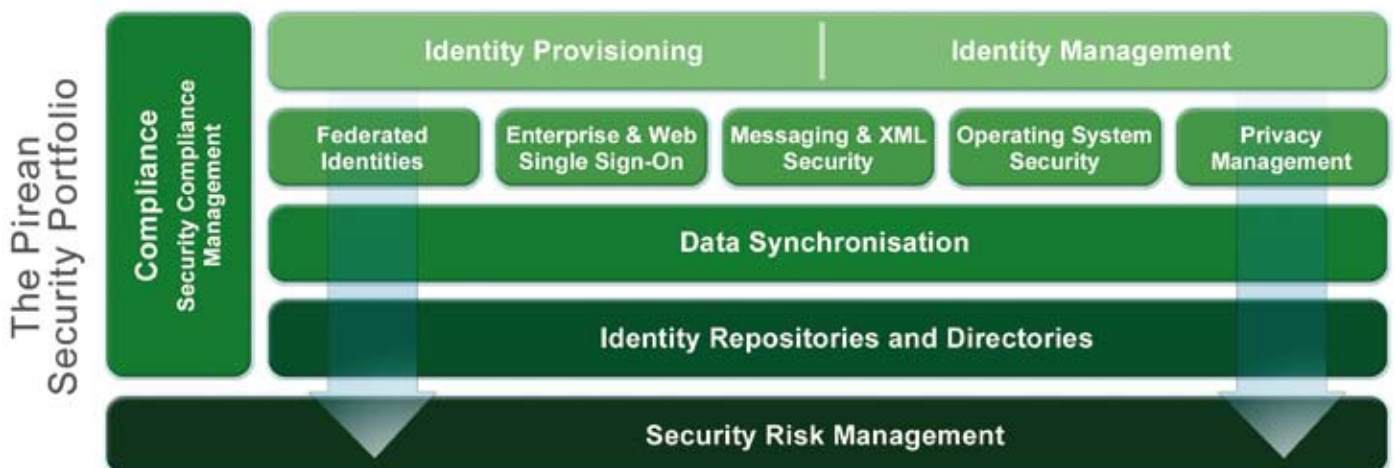 The Pirean
Security Portfolio
Compliance
Security Compliance
Management
Identity Provisioning
Identity Management
Federated
Identities
Enterprise & Web
Single Sign-On
Messaging & XML
Security
Operating System
Security
Privacy
Management
Data Synchronisation
Identity Repositories and Directories
Security Risk Management